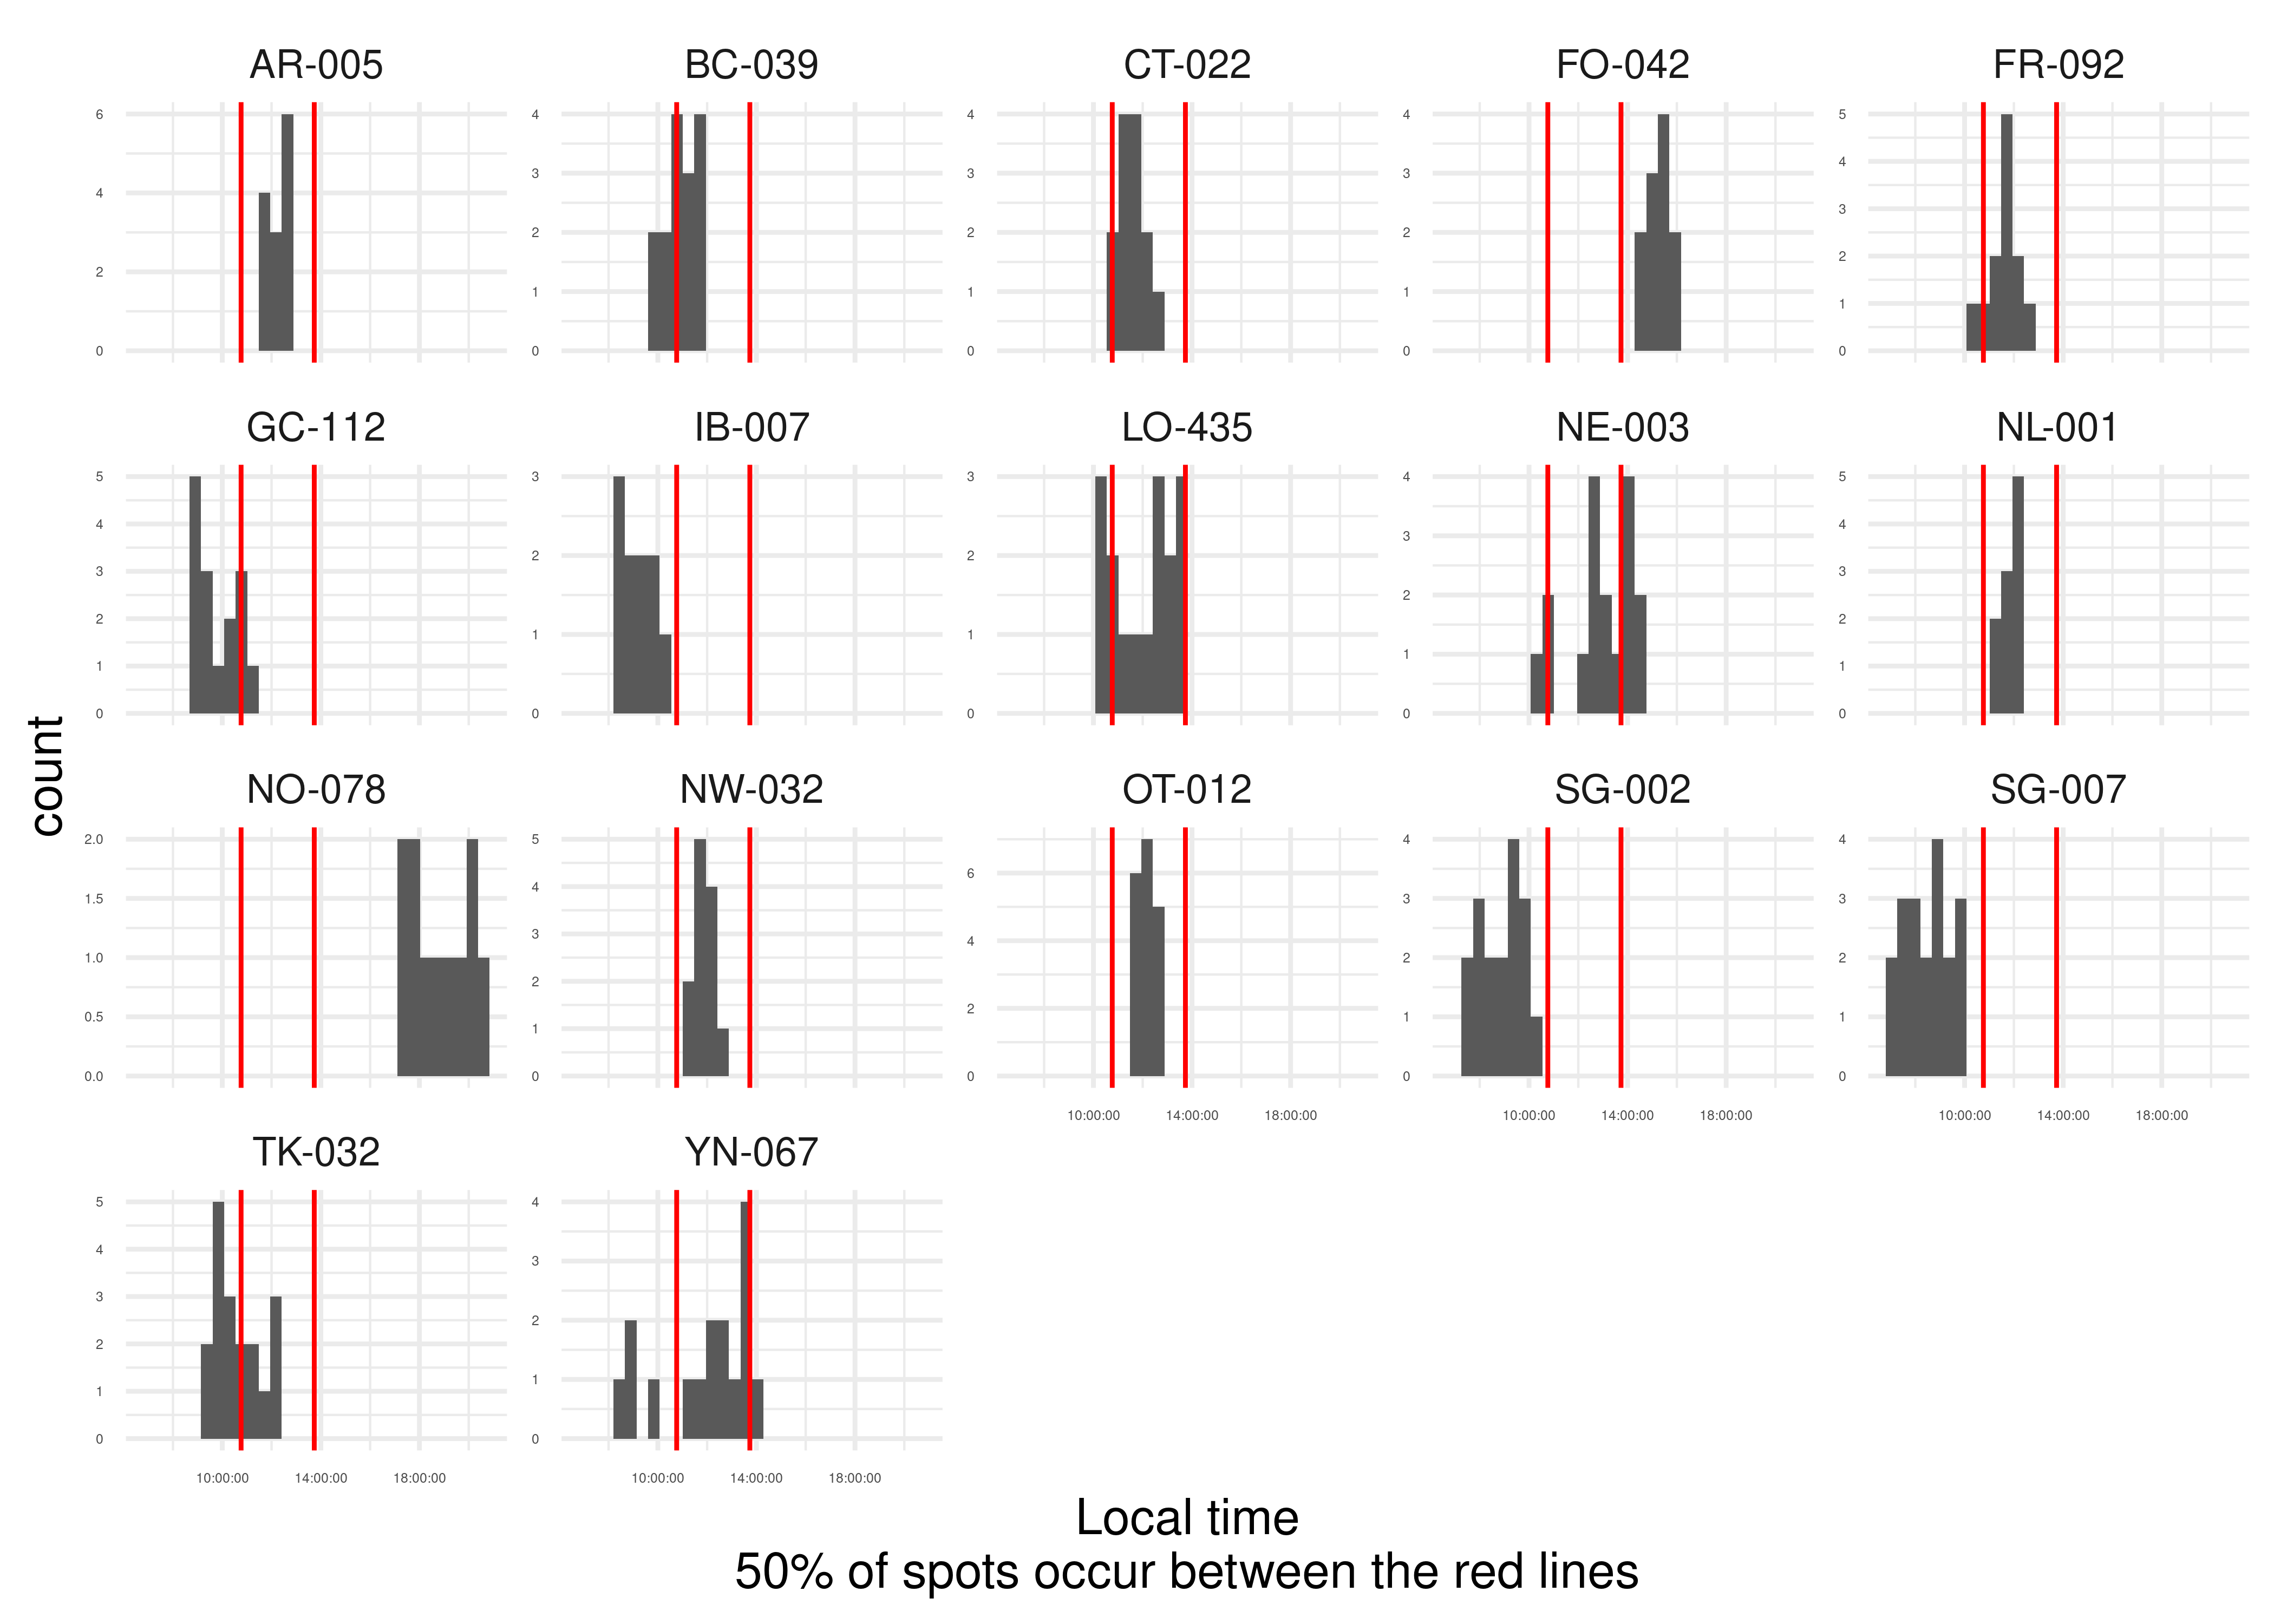 AR-005 BC-039 CT-022 FO-042 FR-092
6 4 2 0
4 3 2 1 0
4 3 2 1 0
4 3 2 1 0
5 4 3 2 1 0
GC-112 IB-007 LO-435 NE-003 NL-001
5 4 3 2 1 0
3 2 1 0
3 2 1 0
4 3 2 1 0
5 4 3 2 1 0
count
NO-078 NW-032 OT-012 SG-002 SG-007
2.0 1.5 1.0 0.5 0.0
5 4 3 2 1 0
6 4 2 0
4 3 2 1 0
4 3 2 1 0
10:00:00 14:00:00 18:00:00 10:00:00 14:00:00 18:00:00 10:00:00 14:00:00 18:00:00
TK-032 YN-067
5 4 3 2 1 0
4 3 2 1 0
10:00:00 14:00:00 18:00:00 10:00:00 14:00:00 18:00:00
Local time
50% of spots occur between the red lines